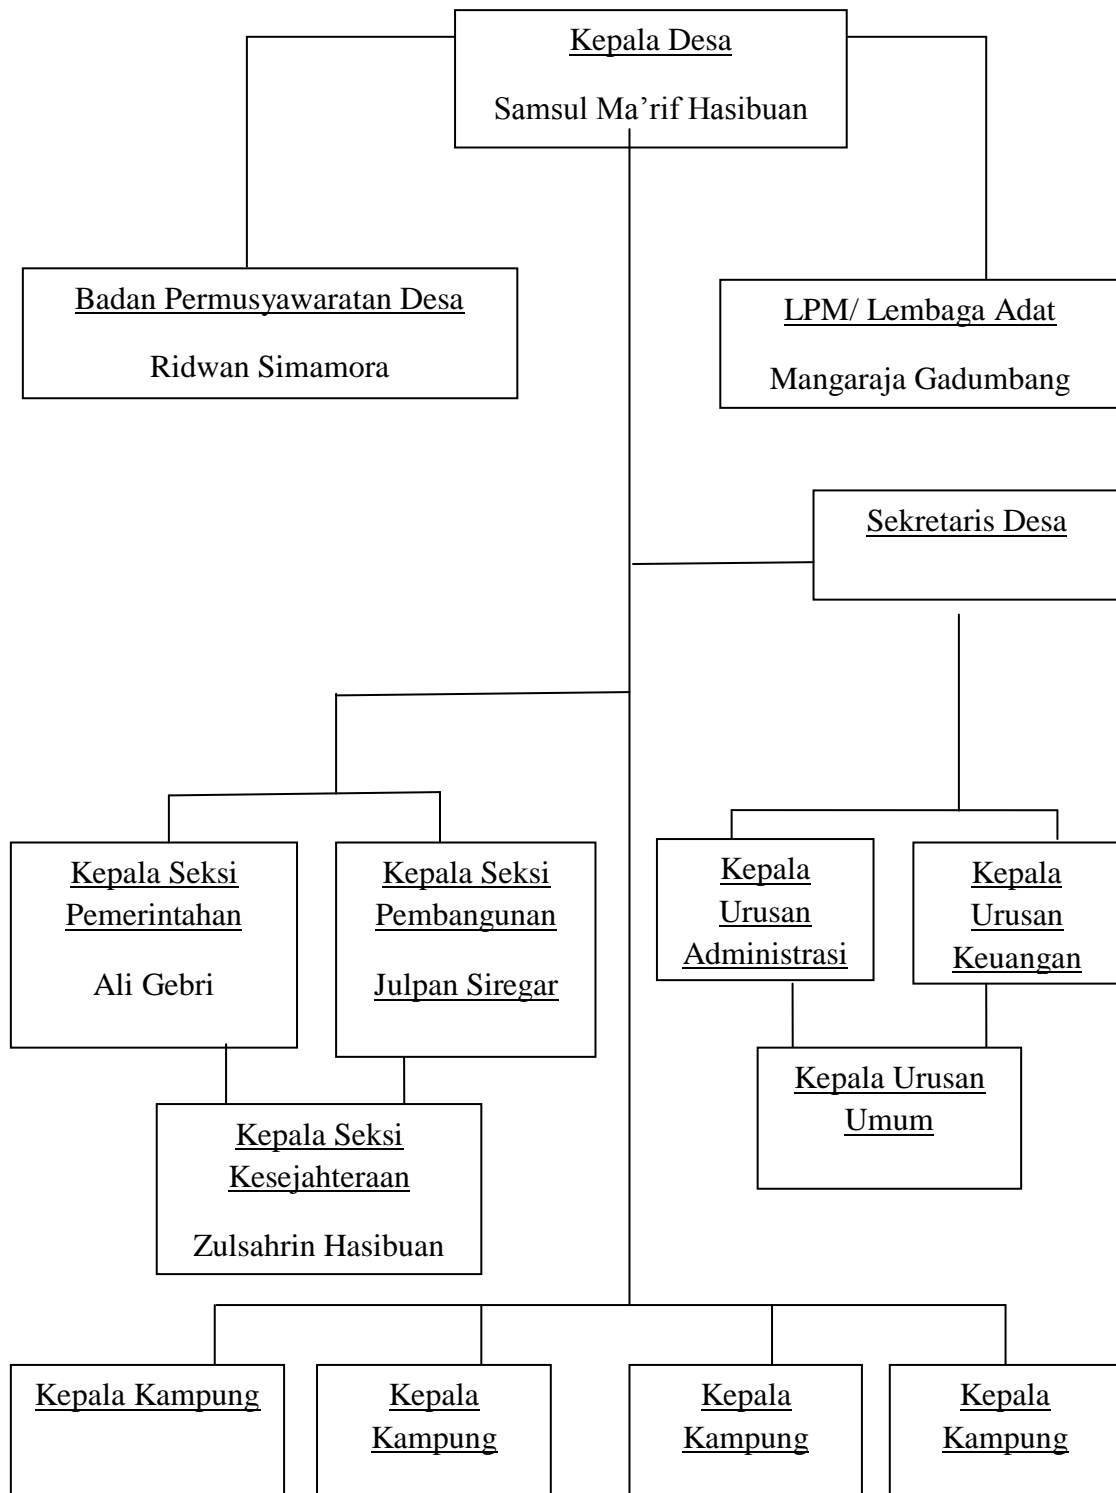 Kepala Desa
Samsul Ma’rif Hasibuan
Badan Permusyawaratan Desa
Ridwan Simamora
LPM/ Lembaga Adat
Mangaraja Gadumbang
Sekretaris Desa
Kepala Seksi
Pemerintahan
Ali Gebri
Kepala Seksi
Pembangunan
Julpan Siregar
Kepala
Urusan
Administrasi
Kepala
Urusan
Keuangan
Kepala Seksi
Kesejahteraan
Zulsahrin Hasibuan
Kepala Urusan
Umum
Kepala Kampung
Kepala
Kampung
Kepala
Kampung
Kepala
Kampung